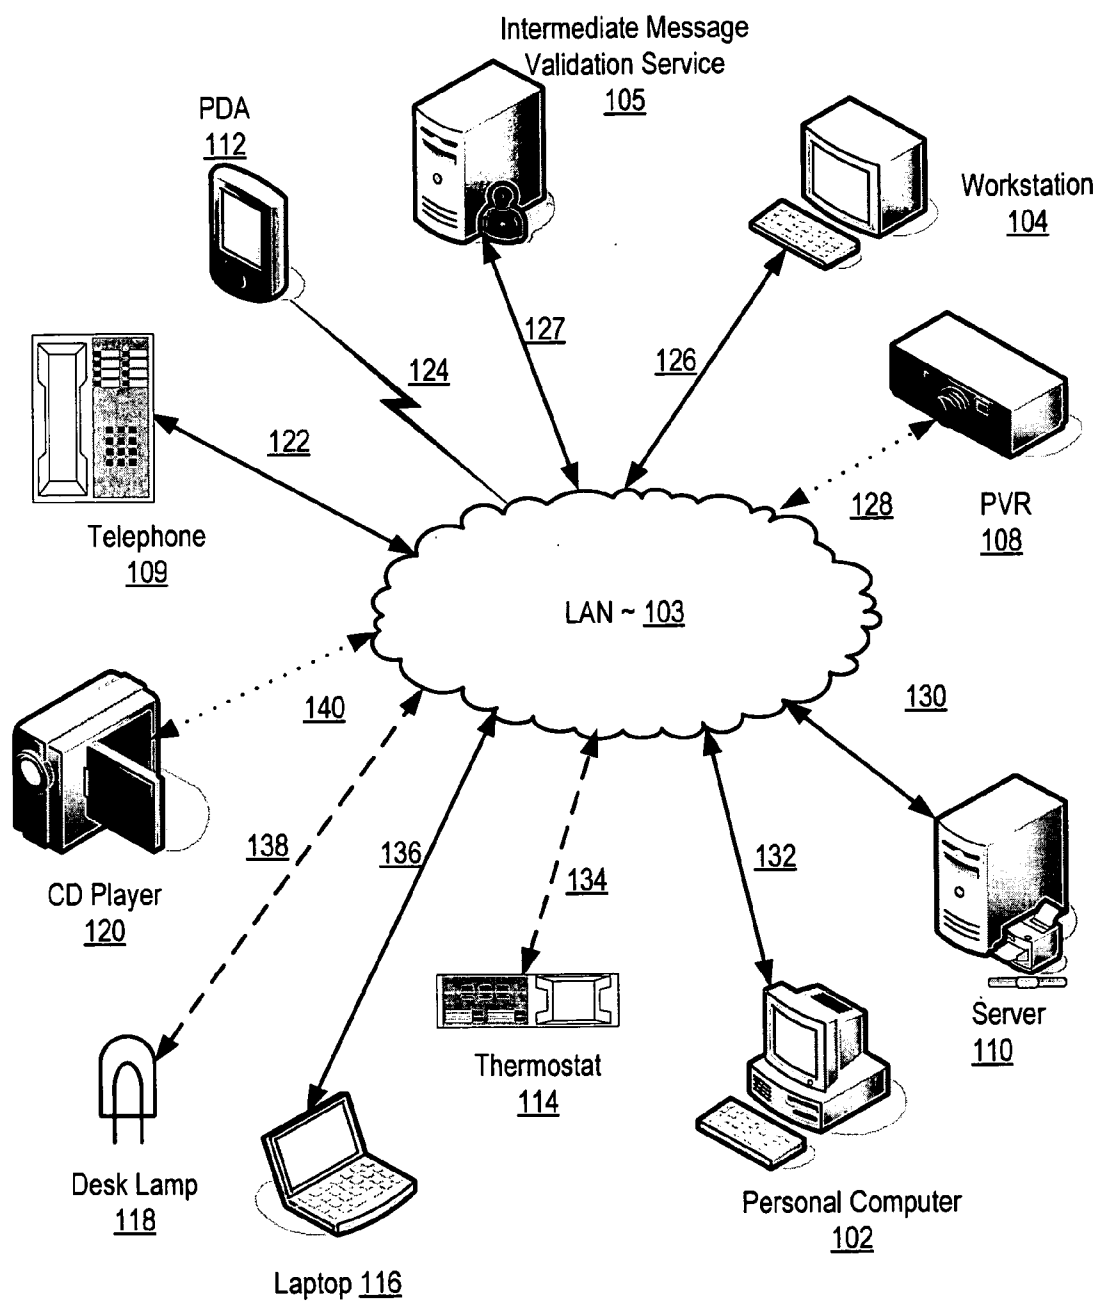 Intermediate Message
Validation Service
105
PDA
112
Workstation
104
127
126
124
122
128
PVR
108
Telephone
109
LAN ~ 103
130
140
138
136
134
132
CD Player
120
Server
110
Thermostat
114
Desk Lamp
118
Personal Computer
102
Laptop 116